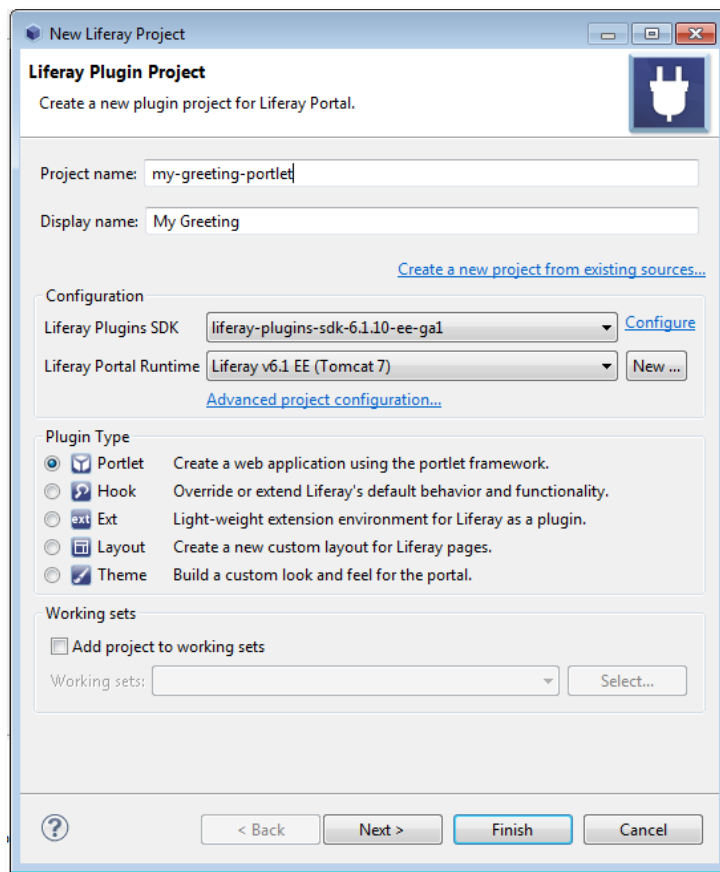 New Liferay Project
Liferay Plugin Project
Create a new plugin project for Liferay Portal.
Project name: my-greeting-portlet
Display name: My Greeting
Create a new project from existing sources...
Configuration
Liferay Plugins SDK liferay-plugins-sdk-6.1.10-ee-ga1 Configure
Liferay Portal Runtime Liferay v6.1 EE (Tomcat 7) New ...
Advanced project configuration...
Plugin Type
Portlet Create a web application using the portlet framework.
Hook Override or extend Liferay's default behavior and functionality.
ext Ext Light-weight extension environment for Liferay as a plugin.
Layout Create a new custom layout for Liferay pages.
Theme Build a custom look and feel for the portal.
Working sets
Add project to working sets
Working sets: Select...
? < Back Next > Finish Cancel